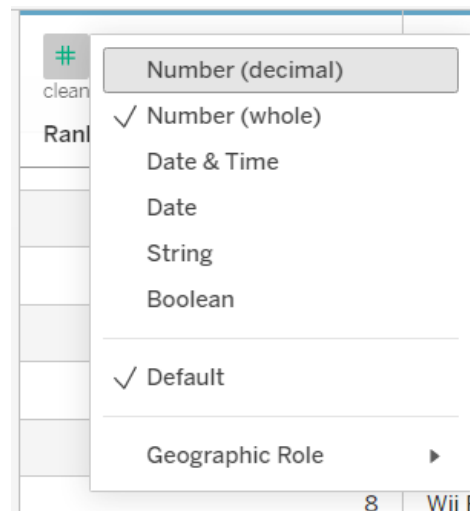 #
clean
Rank
Number (decimal)
Number (whole)
Date & Time
Date
String
Boolean
Default
Geographic Role
8 Wii